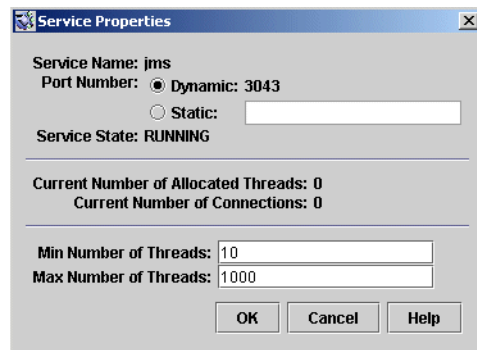 Service Properties
Service Name: jms
Port Number: Dynamic: 3043
Static:
Service State: RUNNING
Current Number of Allocated Threads: 0
Current Number of Connections: 0
Min Number of Threads: 10
Max Number of Threads: 1000
OK Cancel Help